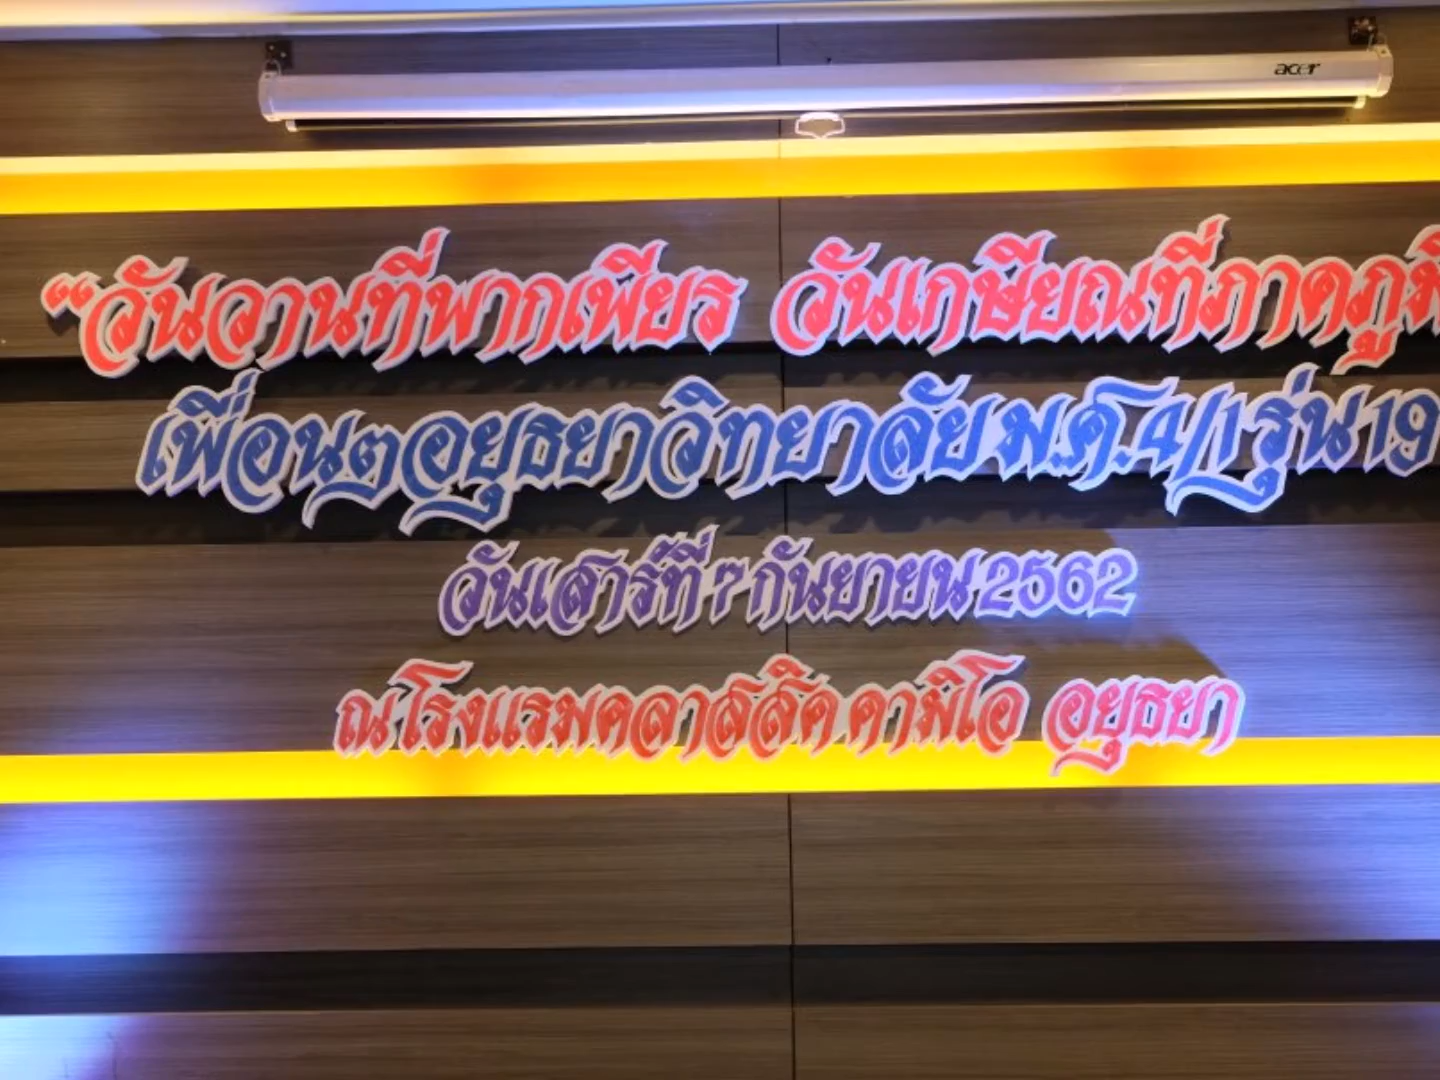 acer
“วันวานที่พากเพียร วันเกษียณที่ภาคภูมิ
เพื่อนๆอยุธยาวิทยาลัย ม.ศ.4/1 รุ่น 19
วันเสาร์ที่ 7 กันยายน 2562
ณ โรงแรมคลาสสิค คามิโอ อยุธยา